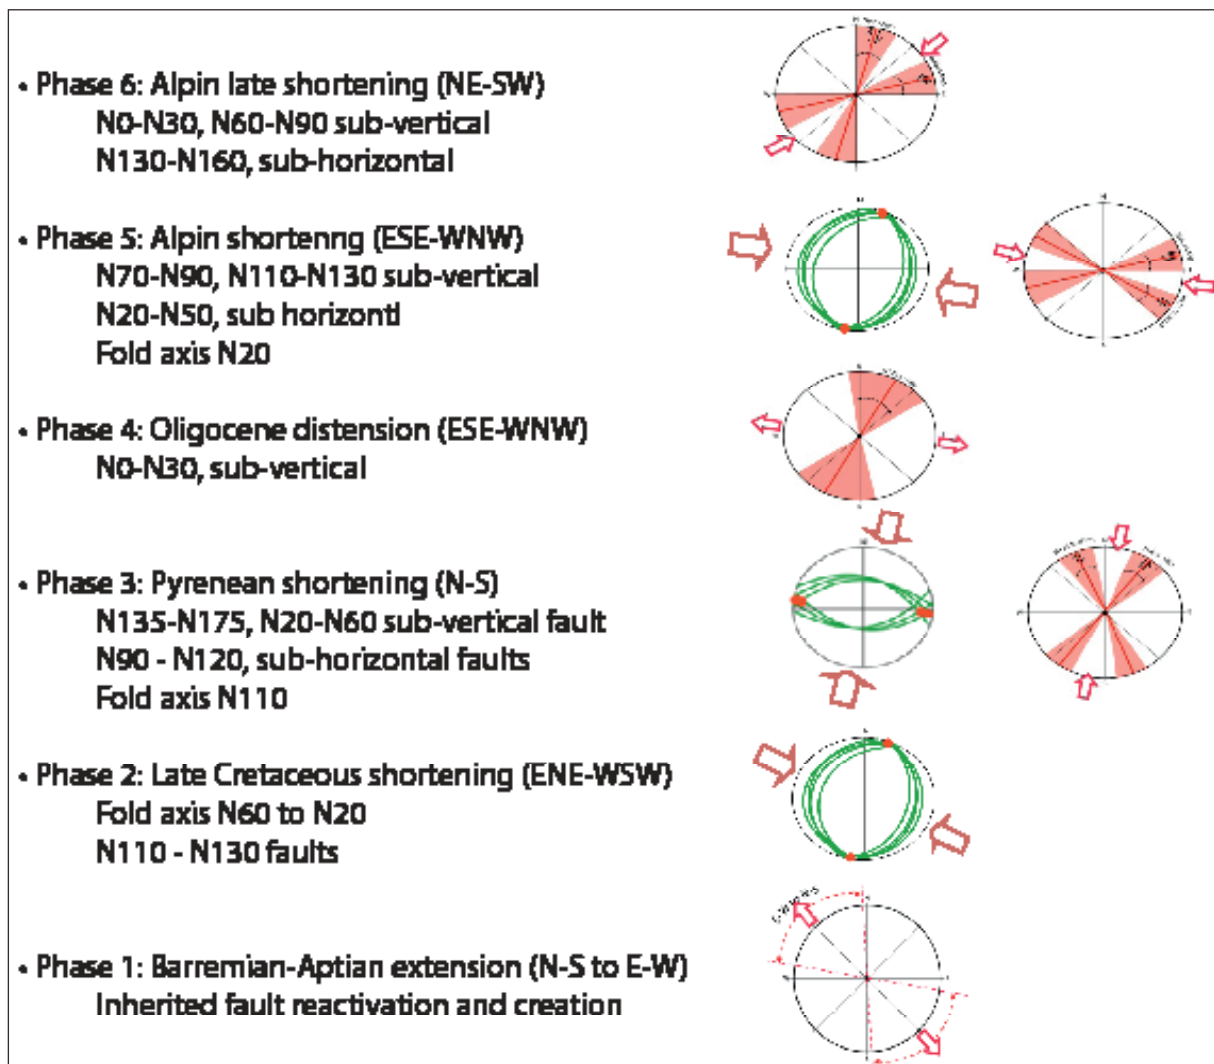 • Phase 6: Alpin late shortening (NE-SW)
N0-N30, N60-N90 sub-vertical
N130-N160, sub-horizontal
• Phase 5: Alpin shortenng (ESE-WNW)
N70-N90, N110-N130 sub-vertical
N20-N50, sub horizontl
Fold axis N20
• Phase 4: Oligocene distension (ESE-WNW)
N0-N30, sub-vertical
• Phase 3: Pyrenean shortening (N-S)
N135-N175, N20-N60 sub-vertical fault
N90 - N120, sub-horizontal faults
Fold axis N110
• Phase 2: Late Cretaceous shortening (ENE-WSW)
Fold axis N60 to N20
N110 - N130 faults
• Phase 1: Barremian-Aptian extension (N-S to E-W)
Inherited fault reactivation and creation